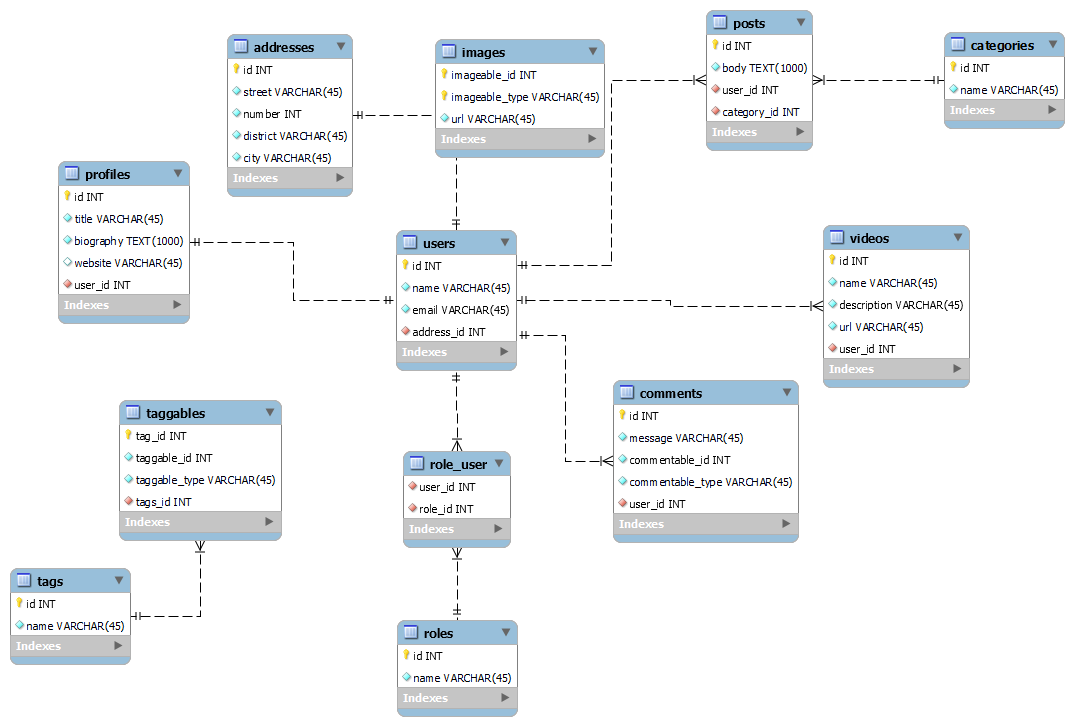 addresses
id INT
street VARCHAR(45)
number INT
district VARCHAR(45)
city VARCHAR(45)
Indexes
images
imageable_id INT
imageable_type VARCHAR(45)
url VARCHAR(45)
Indexes
posts
id INT
body TEXT(1000)
user_id INT
category_id INT
Indexes
categories
id INT
name VARCHAR(45)
Indexes
profiles
id INT
title VARCHAR(45)
biography TEXT(1000)
website VARCHAR(45)
user_id INT
Indexes
users
id INT
name VARCHAR(45)
email VARCHAR(45)
address_id INT
Indexes
videos
id INT
name VARCHAR(45)
description VARCHAR(45)
url VARCHAR(45)
user_id INT
Indexes
comments
id INT
message VARCHAR(45)
commentable_id INT
commentable_type VARCHAR(45)
user_id INT
Indexes
taggables
tag_id INT
taggable_id INT
taggable_type VARCHAR(45)
tags_id INT
Indexes
role_user
user_id INT
role_id INT
Indexes
tags
id INT
name VARCHAR(45)
Indexes
roles
id INT
name VARCHAR(45)
Indexes